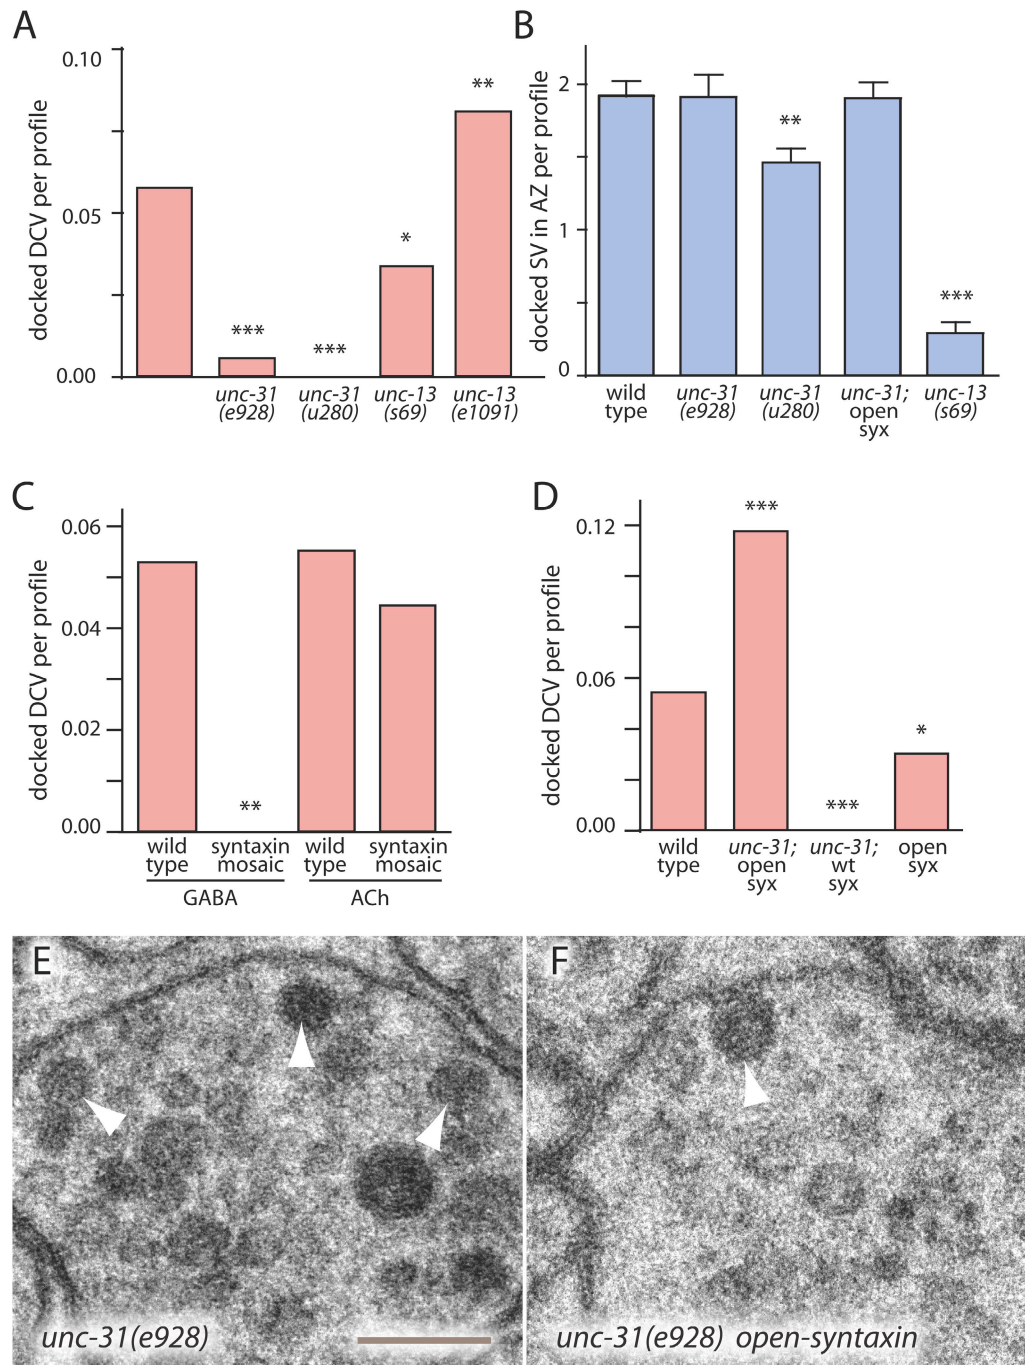 A
docked DCV per profile
0.10
0.05
0.00
***
***
*
**
unc-31
(e928)
unc-31
(u280)
unc-13
(s69)
unc-13
(e1091)
B
docked SV in AZ per profile
2
1
0
**
***
wild
type
unc-31
(e928)
unc-31
(u280)
unc-31;
open
syx
unc-13
(s69)
C
docked DCV per profile
0.06
0.04
0.02
0.00
**
wild
type
syntaxin
mosaic
wild
type
syntaxin
mosaic
GABA
ACh
D
docked DCV per profile
0.12
0.06
0.00
***
***
*
wild
type
unc-31;
open
syx
unc-31;
wt
syx
open
syx
E
unc-31(e928)
F
unc-31(e928) open-syntaxin